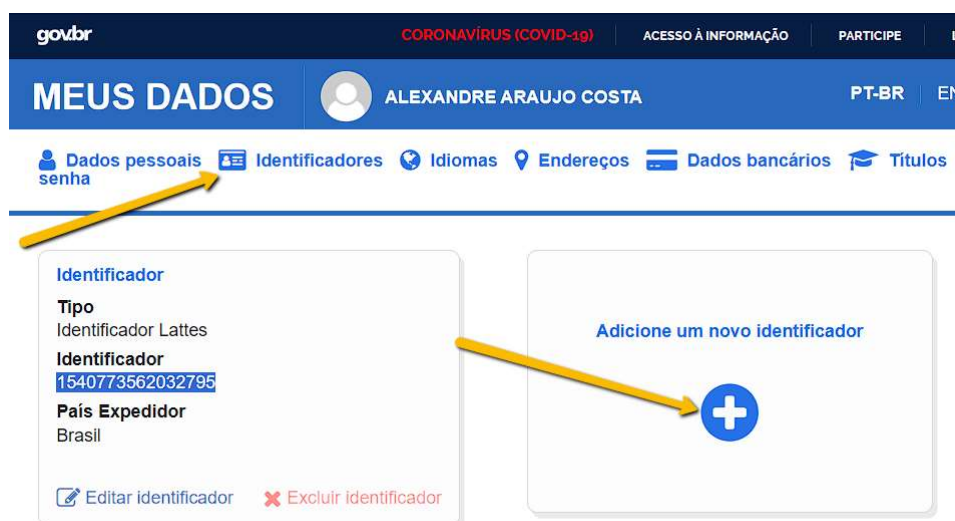 gov.br
CORONAVÍRUS (COVID-19)
ACESSO À INFORMAÇÃO
PARTICIPE
MEUS DADOS
ALEXANDRE ARAUJO COSTA
PT-BR
EN
Dados pessoais Identificadores Idiomas Endereços Dados bancários Títulos
senha
Identificador
Tipo
Identificador Lattes
Identificador
1540773562032795
País Expedidor
Brasil
Editar identificador
Excluir identificador
Adicione um novo identificador